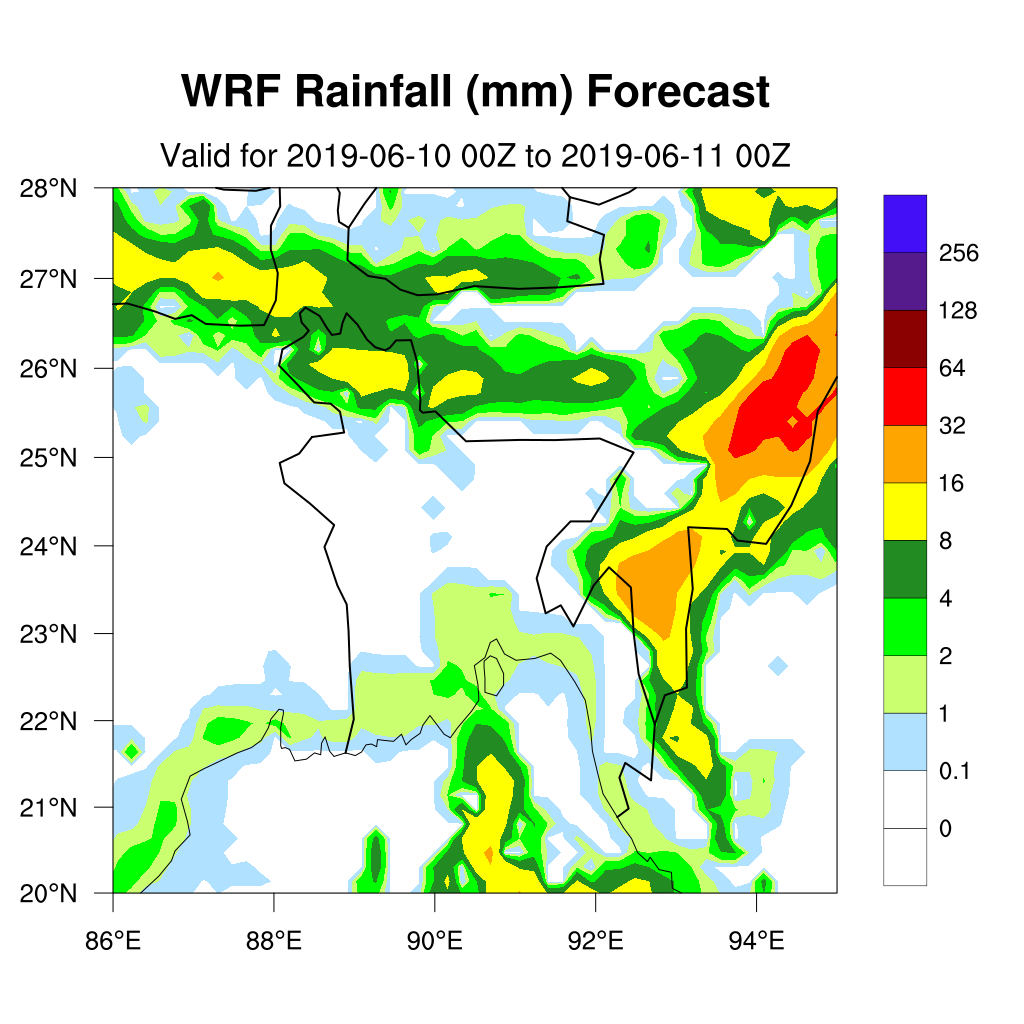 WRF Rainfall (mm) Forecast
Valid for 2019-06-10 00Z to 2019-06-11 00Z
28°N
27°N
26°N
25°N
24°N
23°N
22°N
21°N
20°N
86°E 88°E 90°E 92°E 94°E
256
128
64
32
16
8
4
2
1
0.1
0